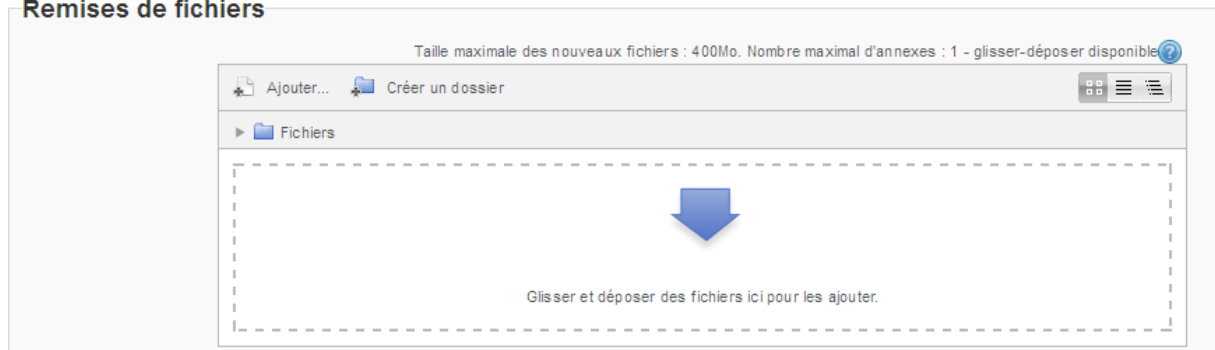 Remises de fichiers
Taille maximale des nouveaux fichiers : 400Mo. Nombre maximal d'annexes : 1 - glisser-déposer disponible
Ajouter... Créer un dossier
Fichiers
Glisser et déposer des fichiers ici pour les ajouter.